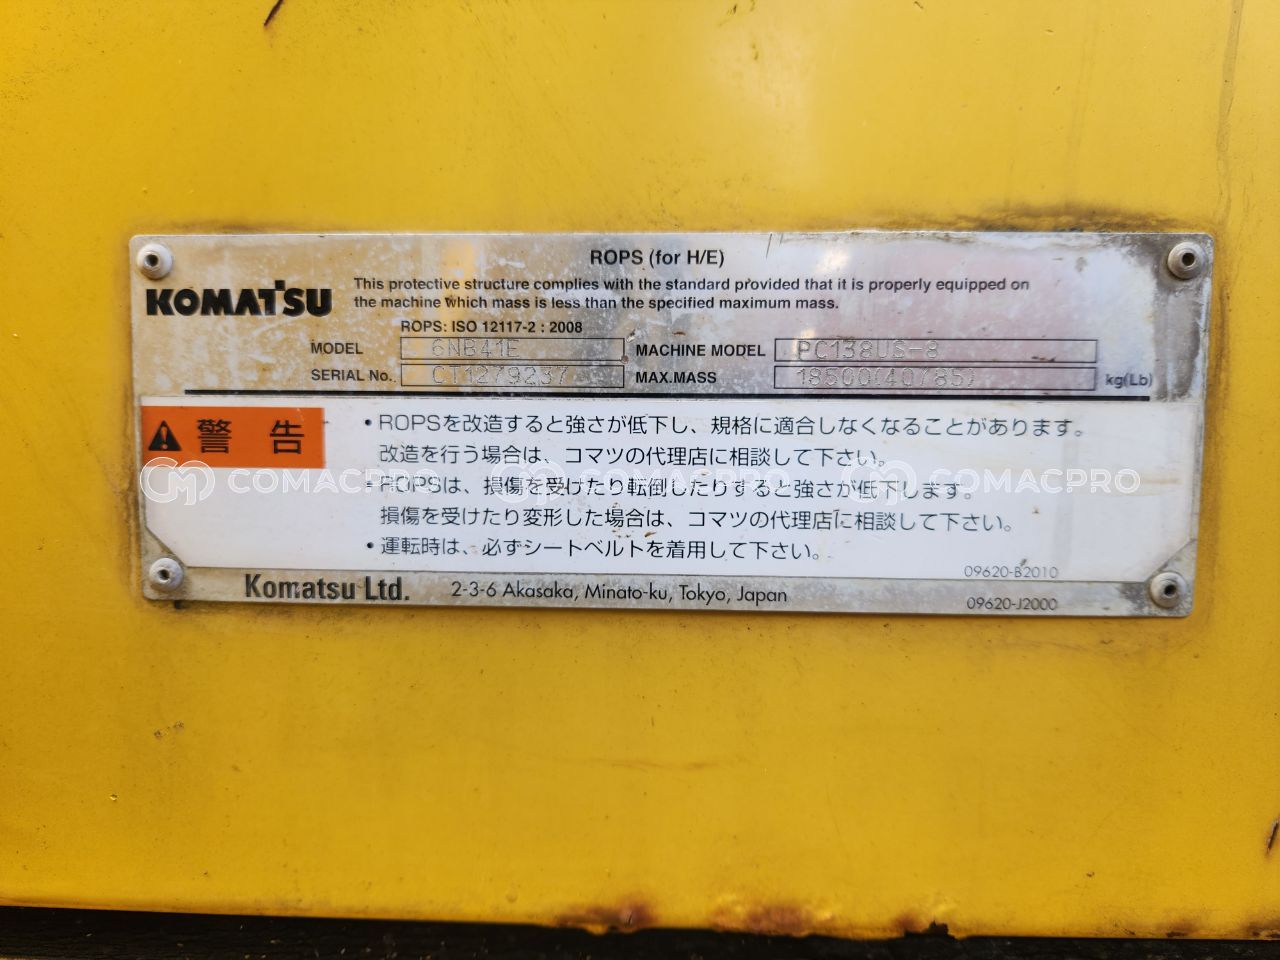 ROPS (for H/E)
KOMATSU
This protective structure complies with the standard provided that it is properly equipped on
the machine which mass is less than the specified maximum mass.
ROPS: ISO 12117-2 : 2008
MODEL 6NB41E MACHINE MODEL PC138US-8
SERIAL No. CT1279237 MAX.MASS 18500(40785) kg(Lb)
警告
・ROPSを改造すると強さが低下し、規格に適合しなくなることがあります。
改造を行う場合は、コマツの代理店に相談して下さい。
・ROPSは、損傷を受けたり転倒したりすると強さが低下します。
損傷を受けたり変形した場合は、コマツの代理店に相談して下さい。
・運転時は、必ずシートベルトを着用して下さい。
09620-B2010
Komatsu Ltd. 2-3-6 Akasaka, Minato-ku, Tokyo, Japan
09620-J2000
COMACPRO COMACPRO COMACPRO